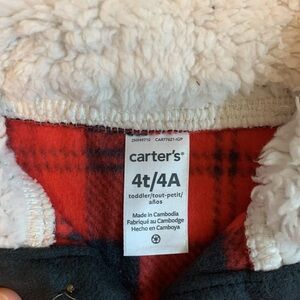 carter's®
4t/4A
toddler/tout-petit/
años
Made in Cambodia
Fabriqué au Cambodge
Hecho en Camboya